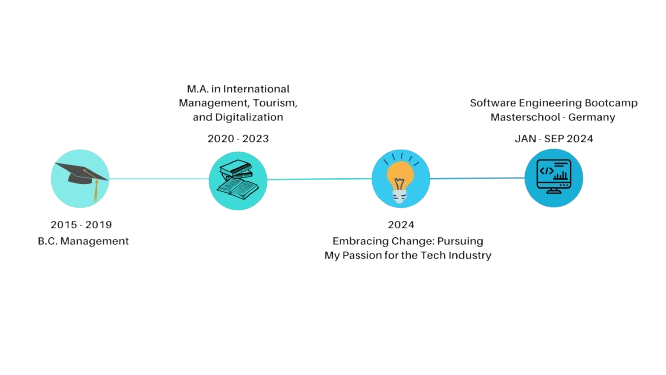 2015 - 2019
B.C. Management
M.A. in International
Management, Tourism,
and Digitalization
2020 - 2023
2024
Embracing Change: Pursuing
My Passion for the Tech Industry
Software Engineering Bootcamp
Masterschool - Germany
JAN - SEP 2024